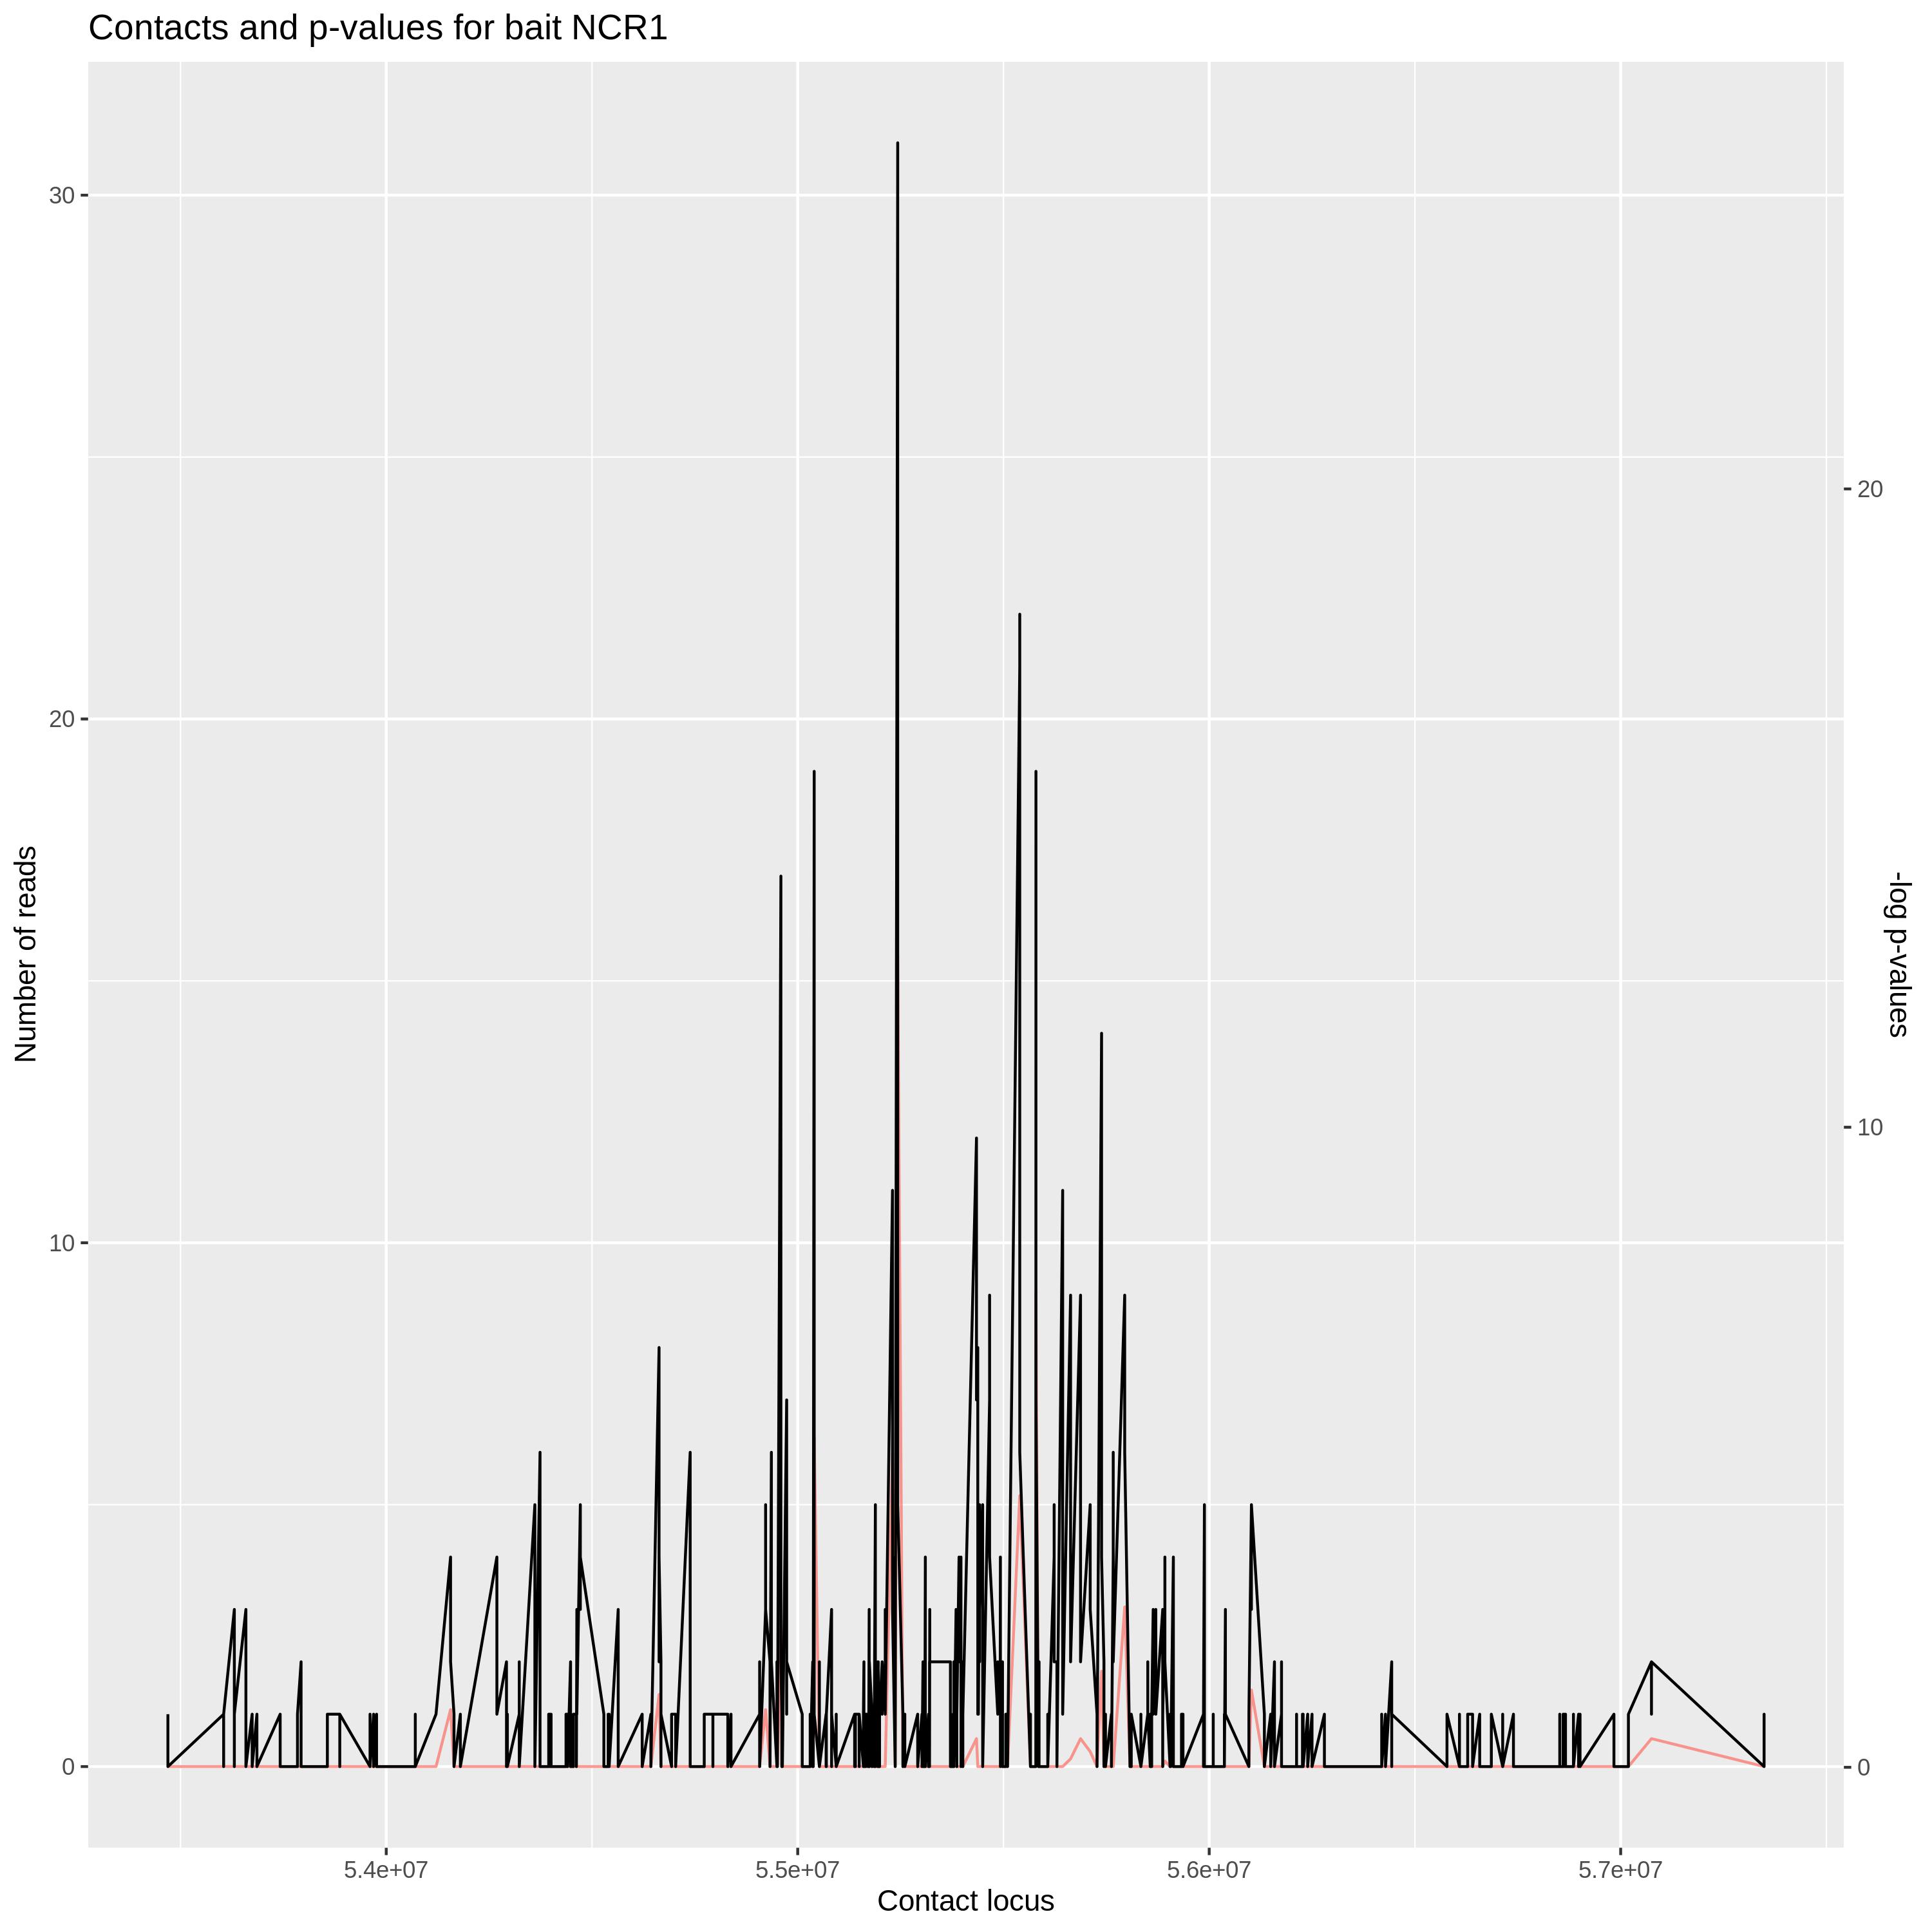 Contacts and p-values for bait NCR1
30
20
10
0
Number of reads
20
10
0
-log p-values
5.4e+07
5.5e+07
5.6e+07
5.7e+07
Contact locus